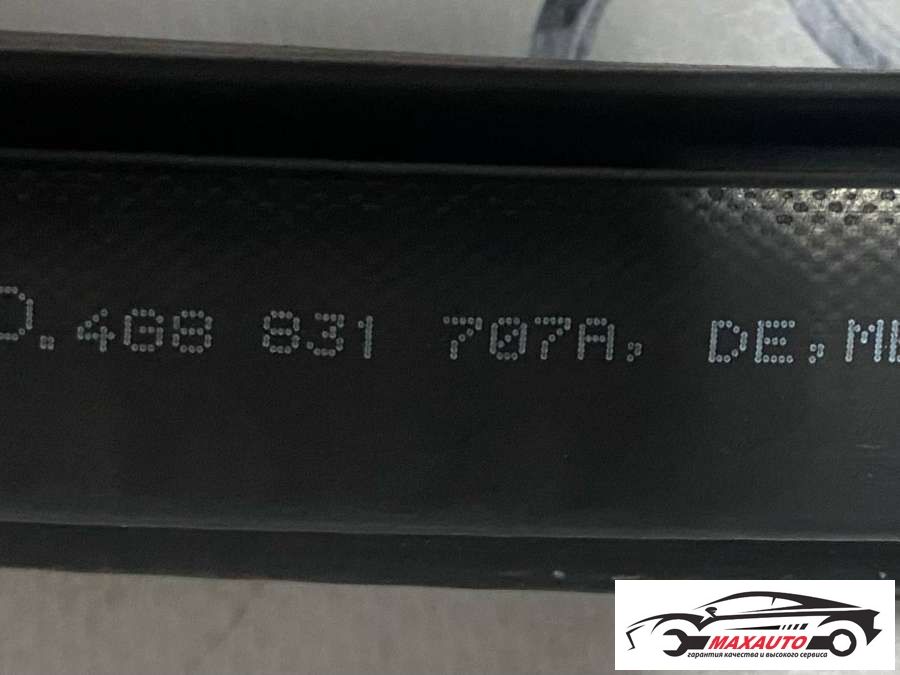 .4G8 831 707A, DE,M
MAXAUTO
гарантия качества и высокого сервиса